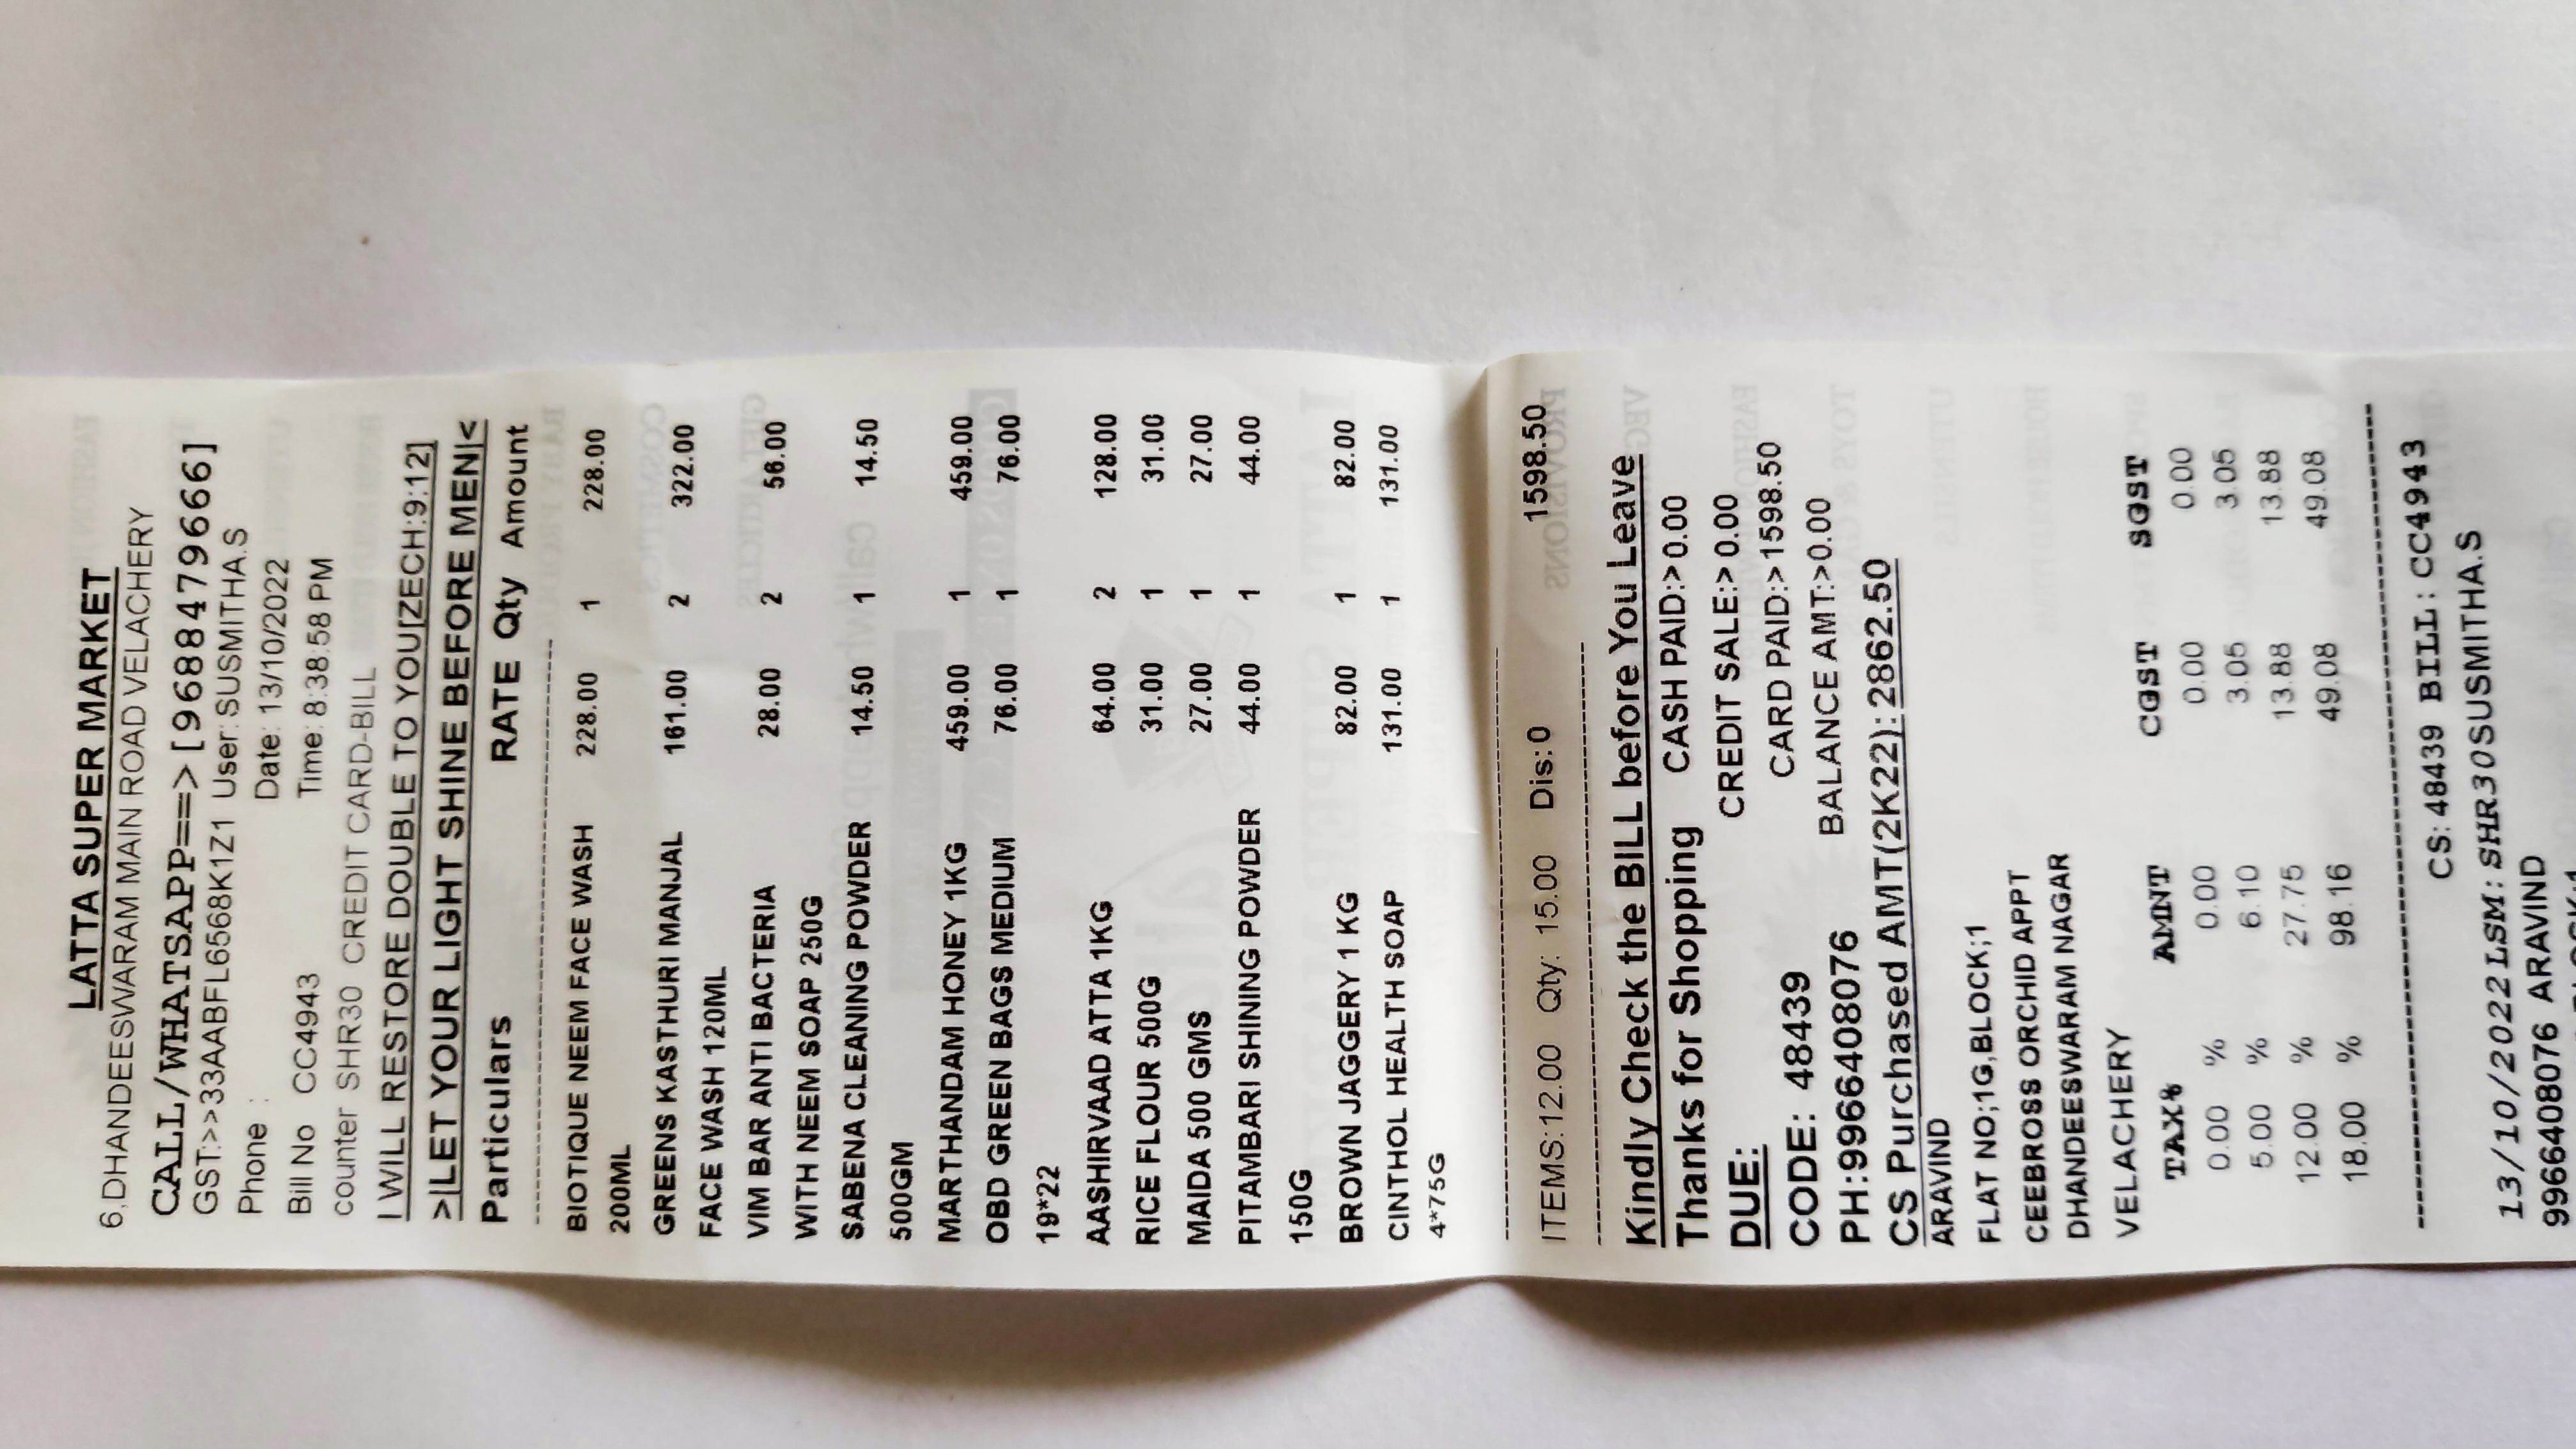 LATTA SUPER MARKET
6,DHANDEESWARAM MAIN ROAD VELACHERY
CALL/WHATSAPP==>[9688479666]
GST:>>33AABFL6568K1Z1 User: SUSMITHA.S
Phone : Date: 13/10/2022
Bill No CC4943 Time: 8:38:58 PM
counter SHR30 CREDIT CARD-BILL
I WILL RESTORE DOUBLE TO YOU[ZECH:9:12]
>|LET YOUR LIGHT SHINE BEFORE MEN|<
Particulars RATE Qty Amount
BIOTIQUE NEEM FACE WASH 228.00 1 228.00
200ML
GREENS KASTHURI MANJAL 161.00 2 322.00
FACE WASH 120ML
VIM BAR ANTI BACTERIA 28.00 2 56.00
WITH NEEM SOAP 250G
SABENA CLEANING POWDER 14.50 1 14.50
500GM
MARTHANDAM HONEY 1KG 459.00 1 459.00
OBD GREEN BAGS MEDIUM 76.00 1 76.00
19*22
AASHIRVAAD ATTA 1KG 64.00 2 128.00
RICE FLOUR 500G 31.00 1 31.00
MAIDA 500 GMS 27.00 1 27.00
PITAMBARI SHINING POWDER 44.00 1 44.00
150G
BROWN JAGGERY 1 KG 82.00 1 82.00
CINTHOL HEALTH SOAP 131.00 1 131.00
4*75G
ITEMS:12.00 Qty: 15.00 Dis:0 1598.50
Kindly Check the BILL before You Leave
Thanks for Shopping CASH PAID:>0.00
DUE: CREDIT SALE:>0.00
CODE: 48439 CARD PAID:>1598.50
PH:9966408076 BALANCE AMT:>0.00
CS Purchased AMT(2K22):2862.50
ARAVIND
FLAT NO;1G,BLOCK;1
CEEBROSS ORCHID APPT
DHANDEESWARAM NAGAR
VELACHERY
TAX% AMNT CGST SGST
0.00 % 0.00 0.00 0.00
5.00 % 6.10 3.05 3.05
12.00 % 27.75 13.88 13.88
18.00 % 98.16 49.08 49.08
CS: 48439 BILL: CC4943
13/10/2022 LSM: SHR30SUSMITHA.S
9966408076 ARAVIND